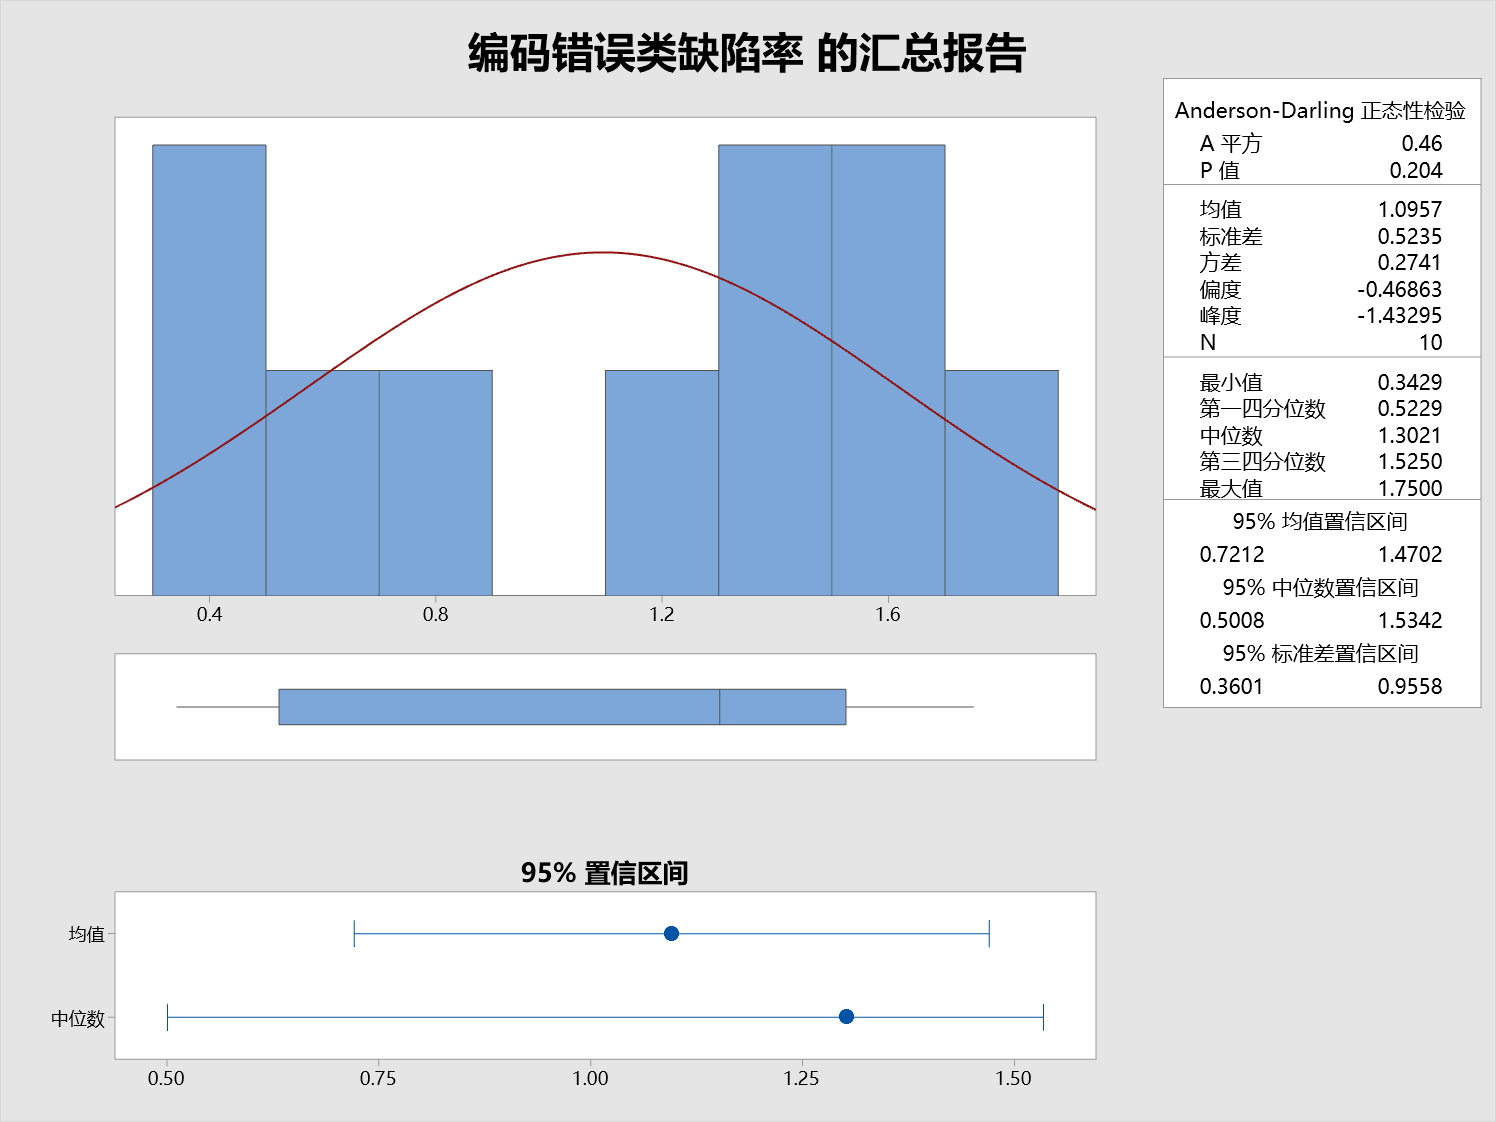 编码错误类缺陷率 的汇总报告
Anderson-Darling 正态性检验
A 平方 0.46
P 值 0.204
均值 1.0957
标准差 0.5235
方差 0.2741
偏度 -0.46863
峰度 -1.43295
N 10
最小值 0.3429
第一四分位数 0.5229
中位数 1.3021
第三四分位数 1.5250
最大值 1.7500
95% 均值置信区间
0.7212 1.4702
95% 中位数置信区间
0.5008 1.5342
95% 标准差置信区间
0.3601 0.9558
0.4 0.8 1.2 1.6
95% 置信区间
均值
中位数
0.50 0.75 1.00 1.25 1.50